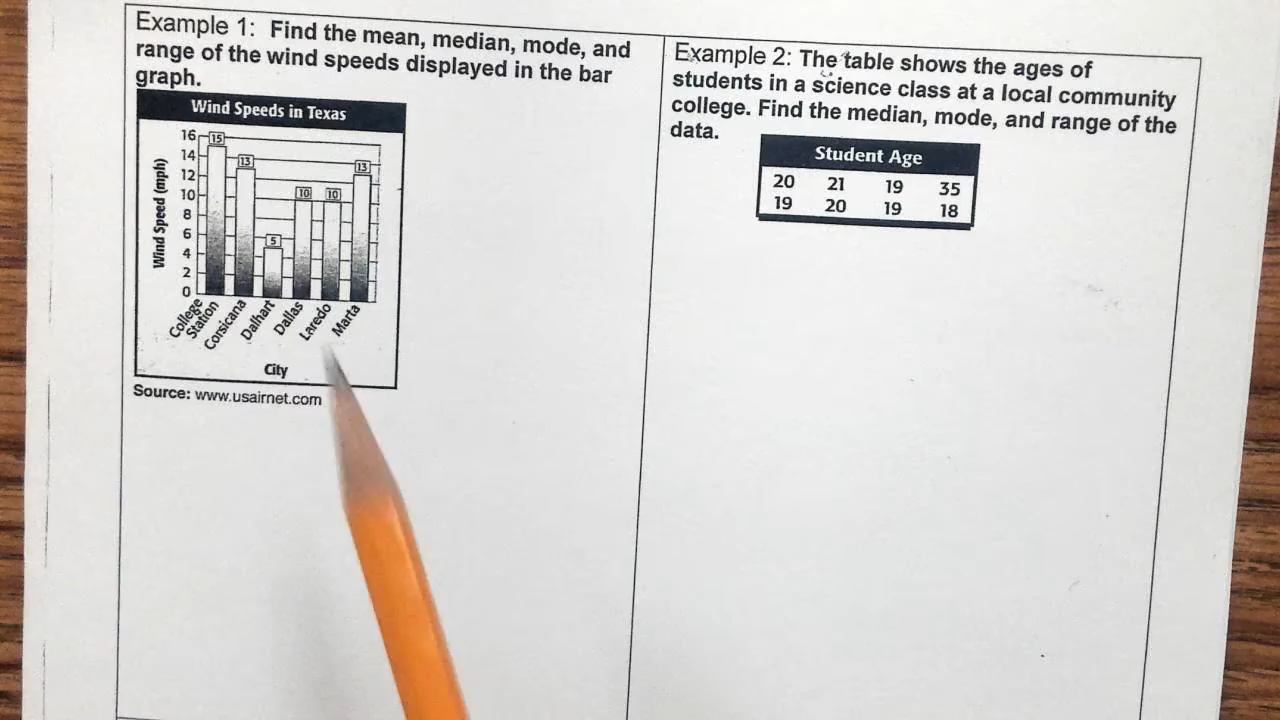 Example 1: Find the mean, median, mode, and
range of the wind speeds displayed in the bar
graph.
Wind Speeds in Texas
Wind Speed (mph)
16
14
12
10
8
6
4
2
0
15
13
5
10
10
13
College
Station
Corsicana
Dalhart
Dallas
Laredo
Marta
City
Source: www.usairnet.com
Example 2: The table shows the ages of
students in a science class at a local community
college. Find the median, mode, and range of the
data.
Student Age
20 21 19 35
19 20 19 18